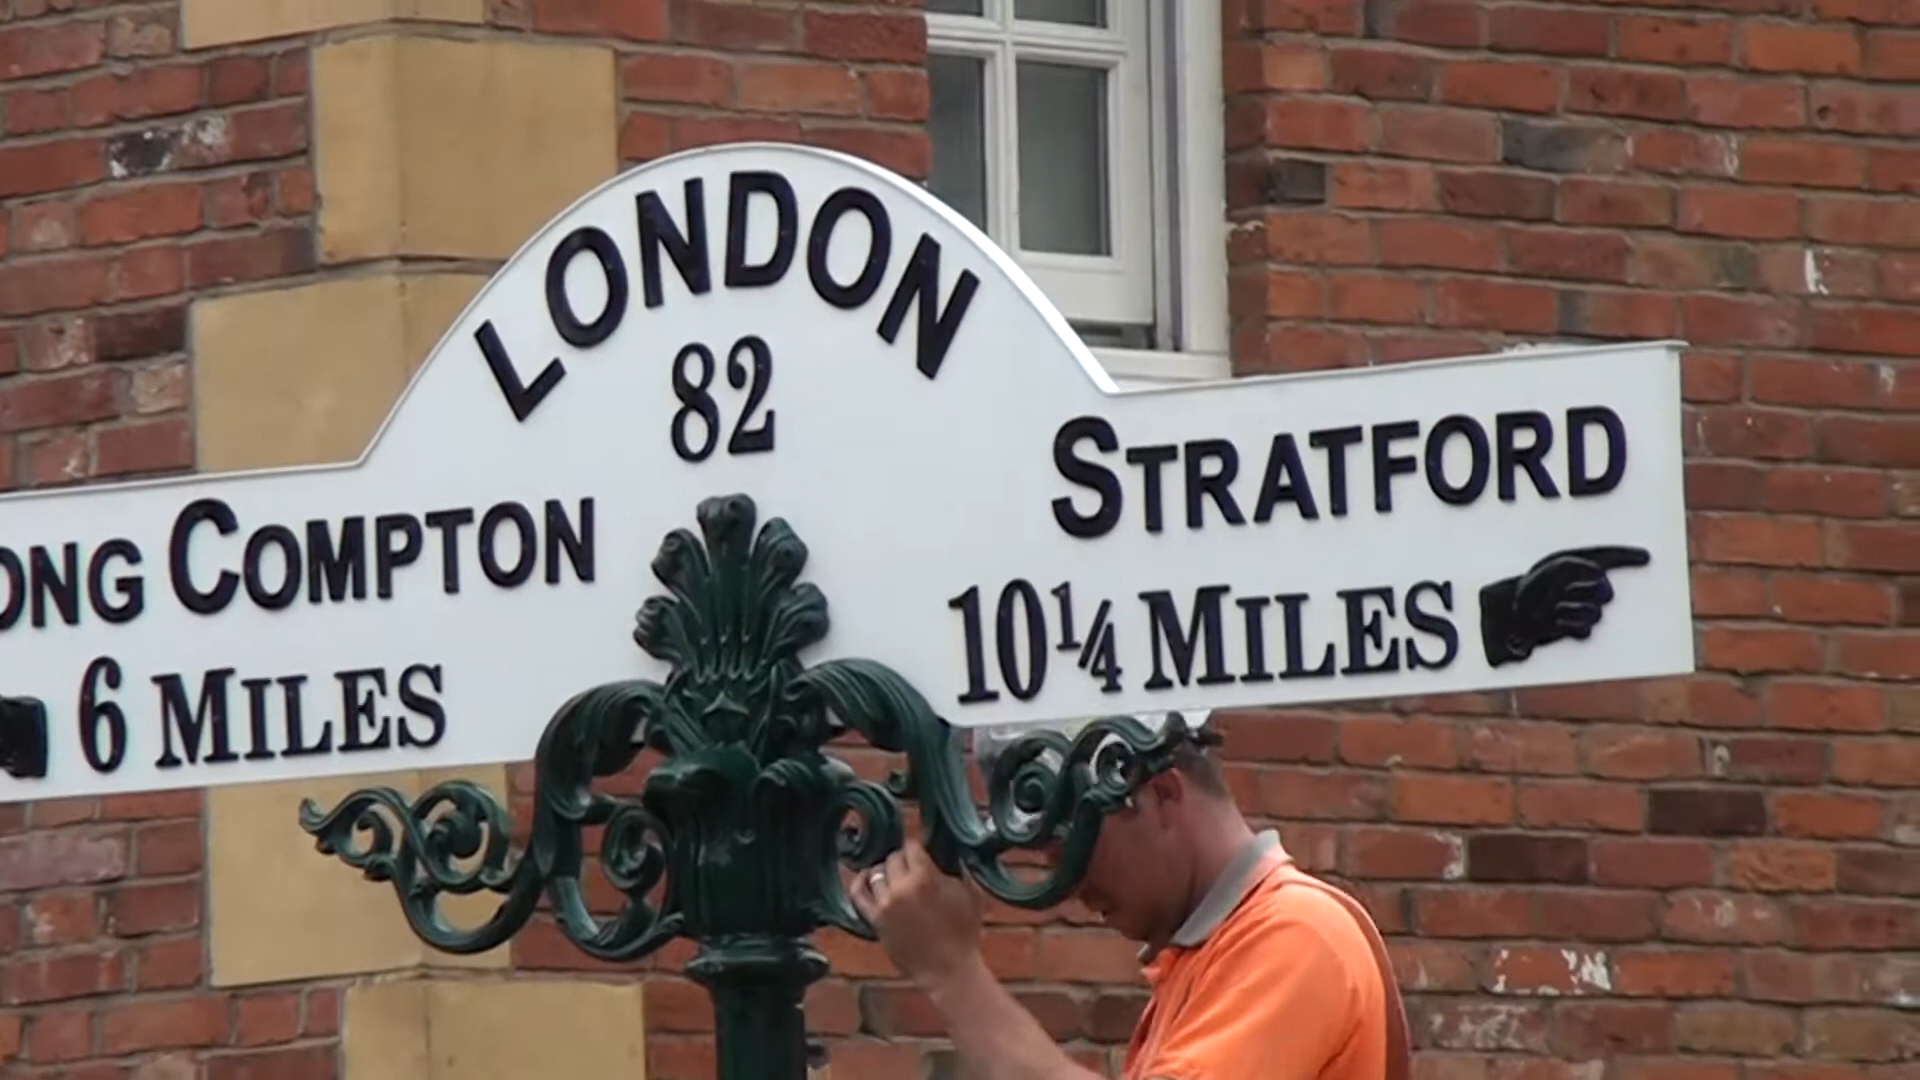 LONDON
82
ONG COMPTON
6 MILES
STRATFORD
10¼ MILES